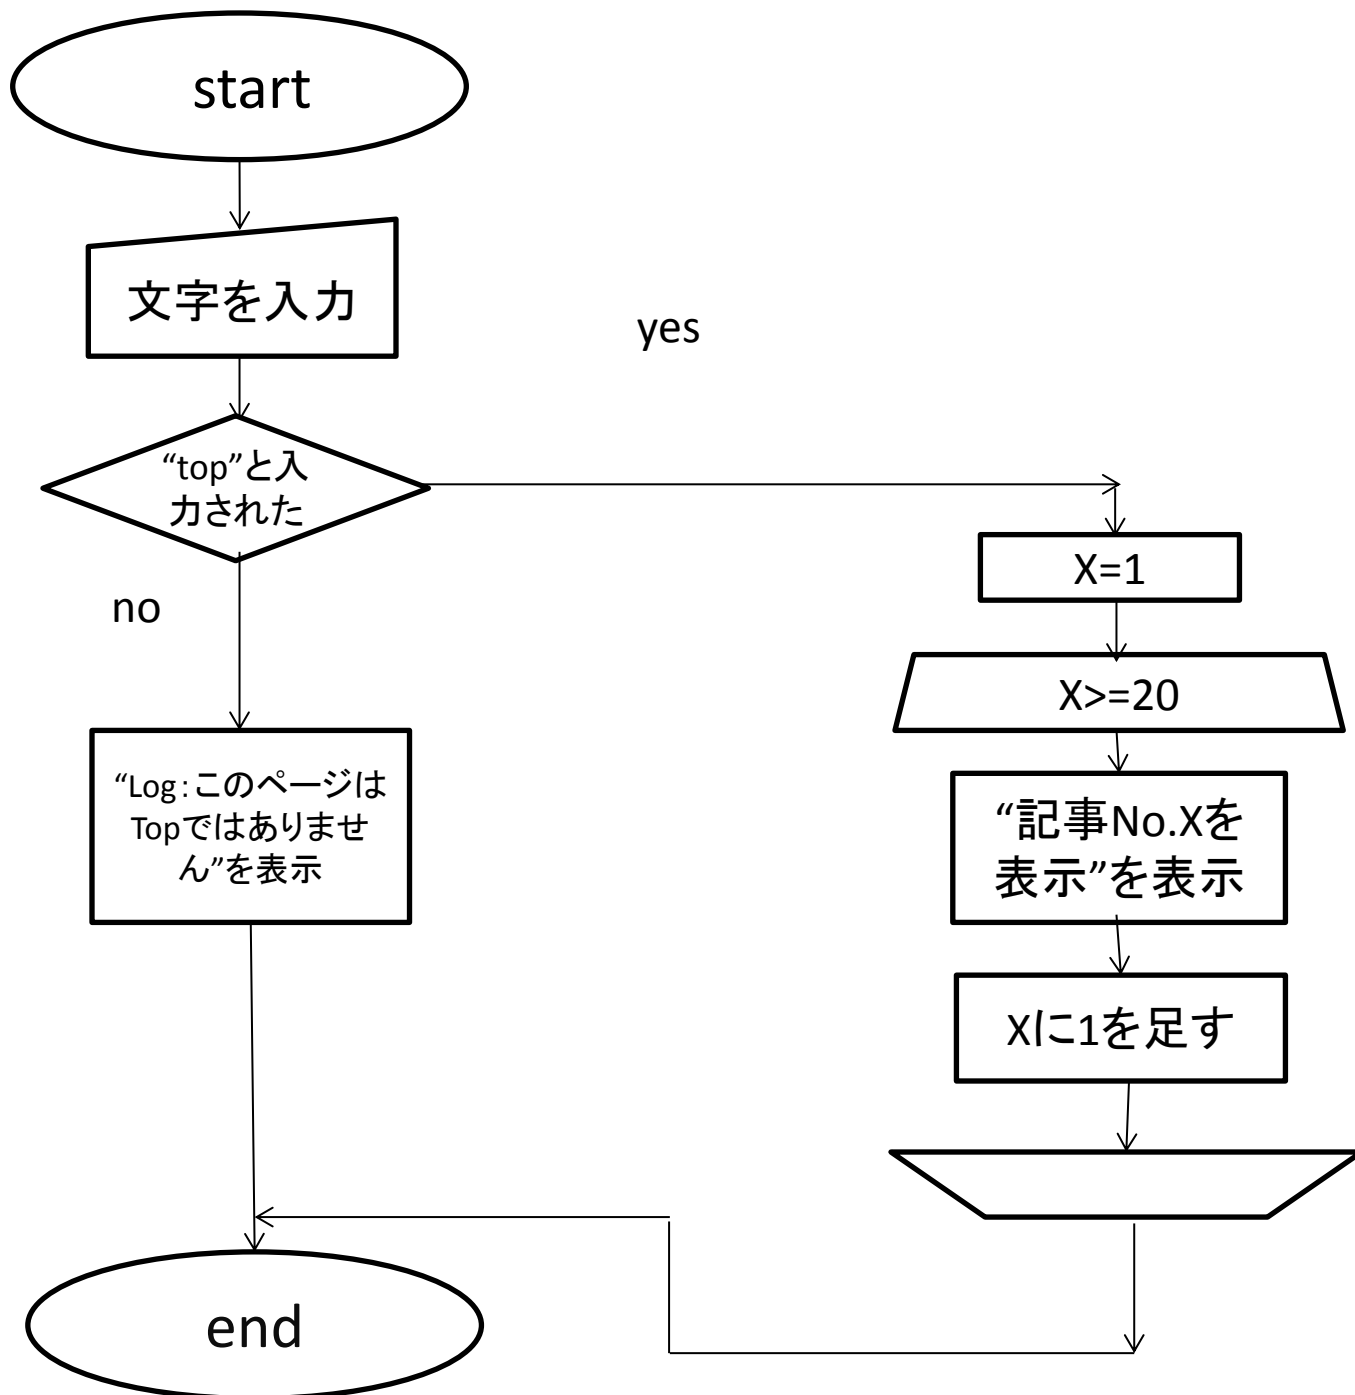 start
文字を入力
yes
“top”と入
力された
no
X=1
X>=20
“Log：このページは
Topではありませ
ん”を表示
“記事No.Xを
表示”を表示
Xに1を足す
end